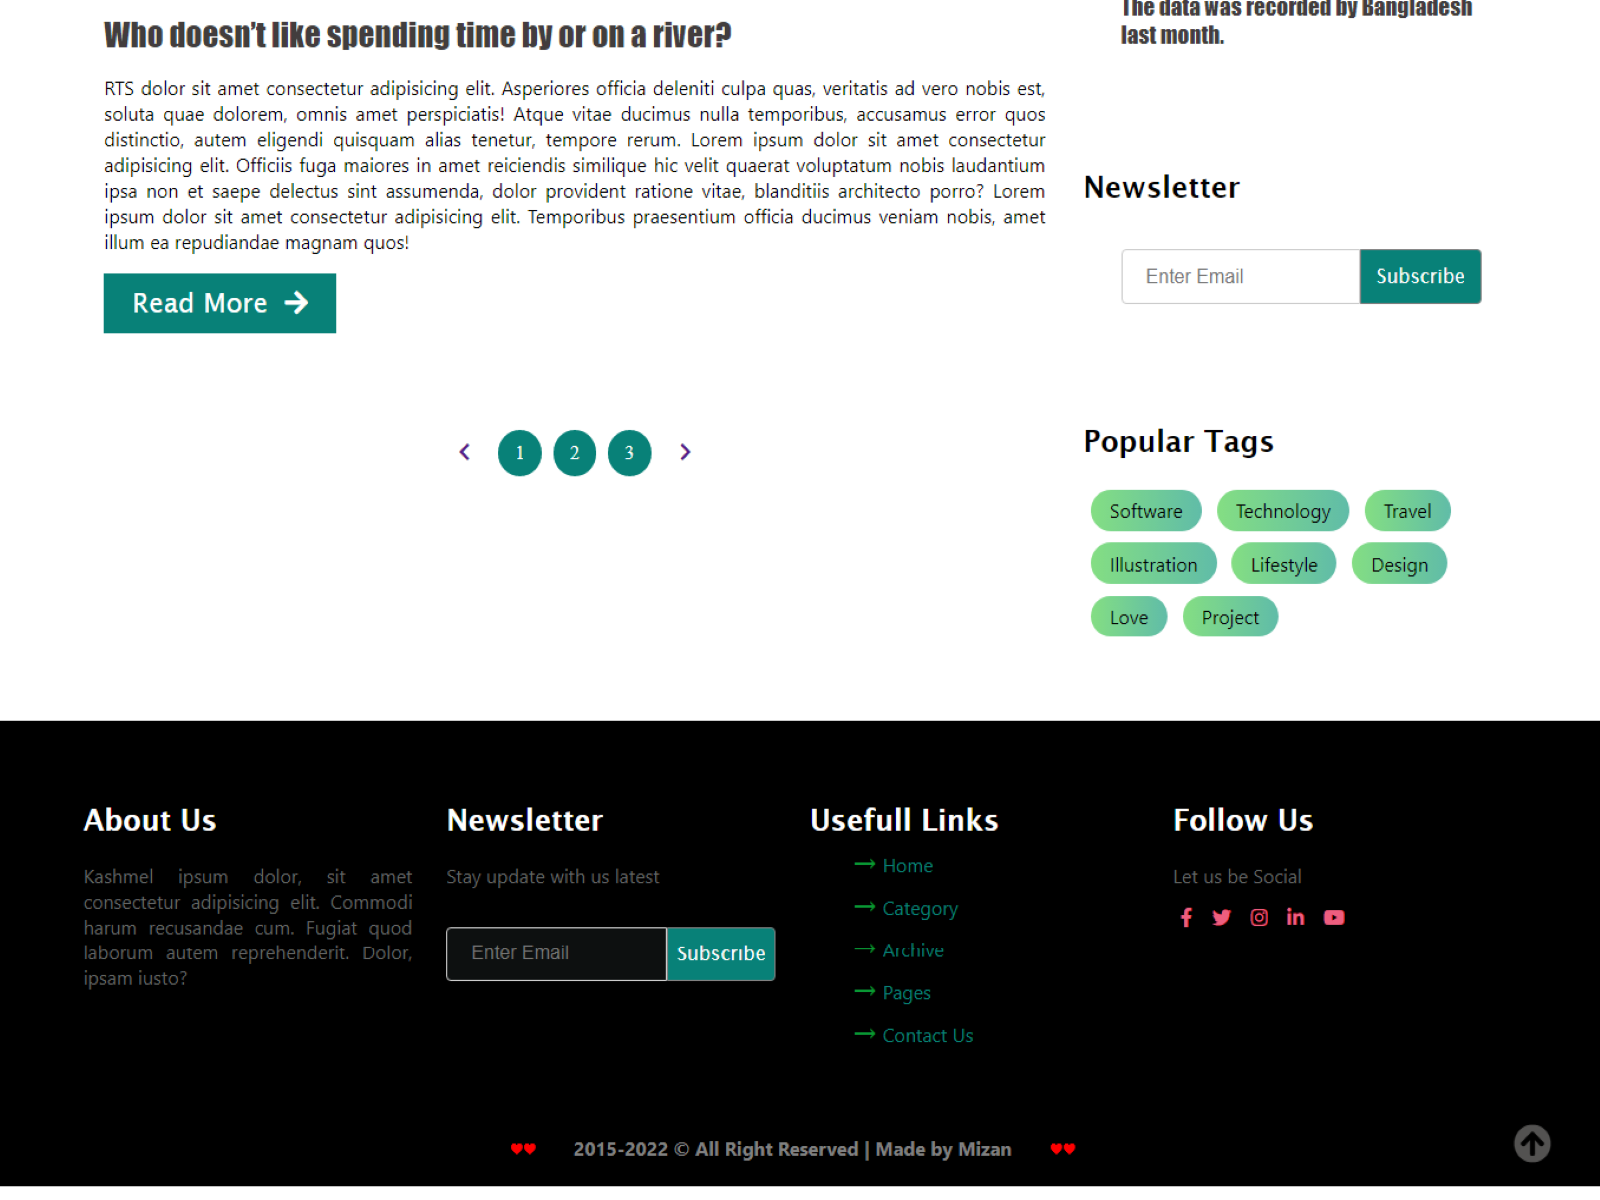 Who doesn’t like spending time by or on a river?
RTS dolor sit amet consectetur adipisicing elit. Asperiores officia deleniti culpa quas, veritatis ad vero nobis est,
soluta quae dolorem, omnis amet perspiciatis! Atque vitae ducimus nulla temporibus, accusamus error quos
distinctio, autem eligendi quisquam alias tenetur, tempore rerum. Lorem ipsum dolor sit amet consectetur
adipisicing elit. Officiis fuga maiores in amet reiciendis similique hic velit quaerat voluptatum nobis laudantium
ipsa non et saepe delectus sint assumenda, dolor provident ratione vitae, blanditiis architecto porro? Lorem
ipsum dolor sit amet consectetur adipisicing elit. Temporibus praesentium officia ducimus veniam nobis, amet
illum ea repudiandae magnam quos!
Read More
1 2 3
The data was recorded by Bangladesh
last month.
Newsletter
Enter Email Subscribe
Popular Tags
Software Technology Travel
Illustration Lifestyle Design
Love Project
About Us
Kashmel ipsum dolor, sit amet
consectetur adipisicing elit. Commodi
harum recusandae cum. Fugiat quod
laborum autem reprehenderit. Dolor,
ipsam iusto?
Newsletter
Stay update with us latest
Enter Email Subscribe
Usefull Links
Home
Category
Archive
Pages
Contact Us
Follow Us
Let us be Social
2015-2022 © All Right Reserved | Made by Mizan